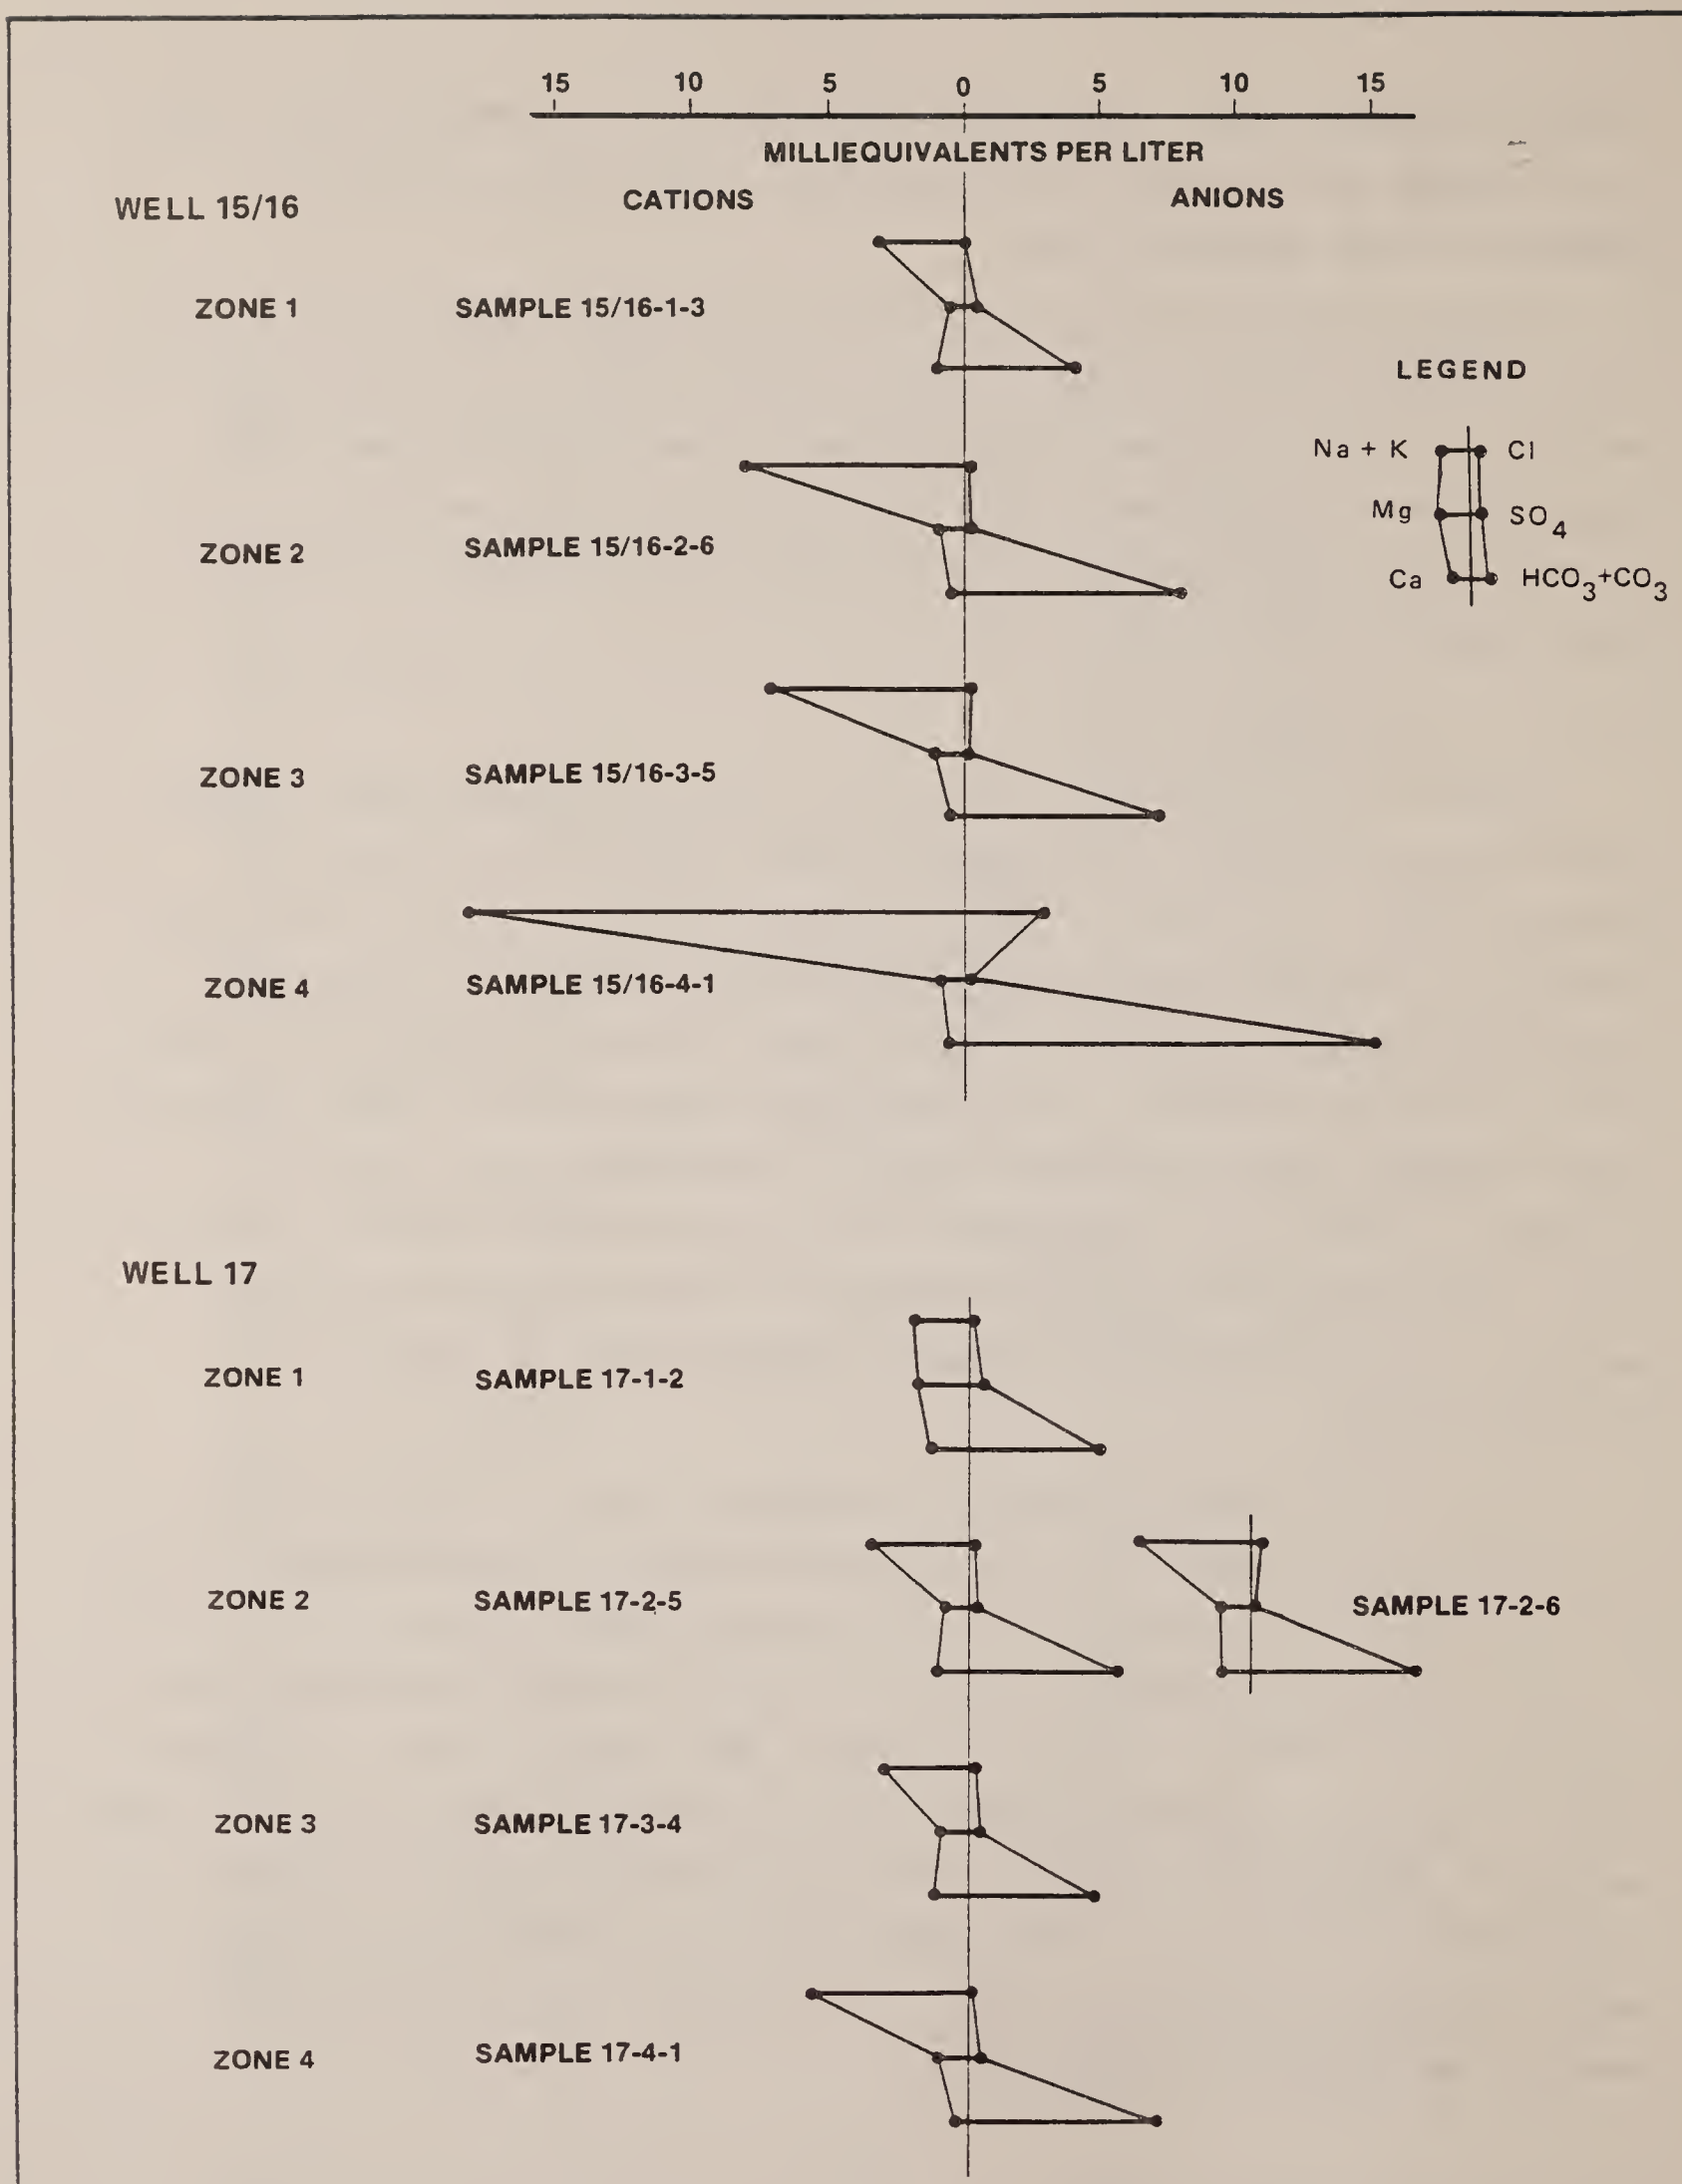 15 10 5 0 5 10 15
MILLIEQUIVALENTS PER LITER
CATIONS ANIONS
WELL 15/16
ZONE 1 SAMPLE 15/16-1-3
LEGEND
Na + K Cl
Mg SO4
Ca HCO3+CO3
ZONE 2 SAMPLE 15/16-2-6
ZONE 3 SAMPLE 15/16-3-5
ZONE 4 SAMPLE 15/16-4-1
WELL 17
ZONE 1 SAMPLE 17-1-2
ZONE 2 SAMPLE 17-2-5 SAMPLE 17-2-6
ZONE 3 SAMPLE 17-3-4
ZONE 4 SAMPLE 17-4-1